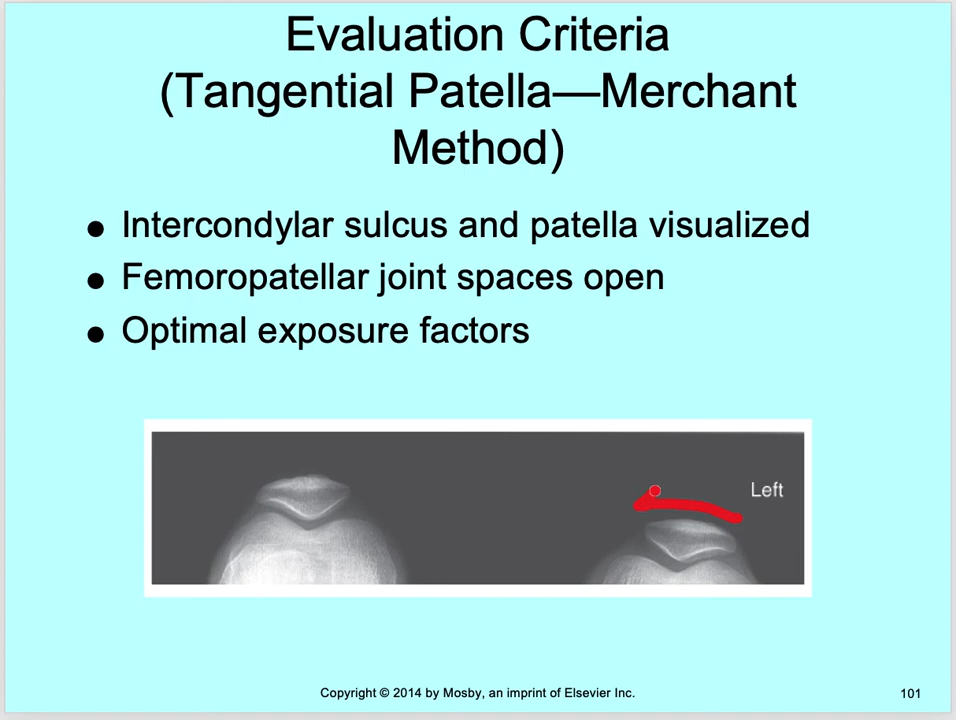 Evaluation Criteria
(Tangential Patella—Merchant
Method)
● Intercondylar sulcus and patella visualized
● Femoropatellar joint spaces open
● Optimal exposure factors
Left
Copyright © 2014 by Mosby, an imprint of Elsevier Inc.
101